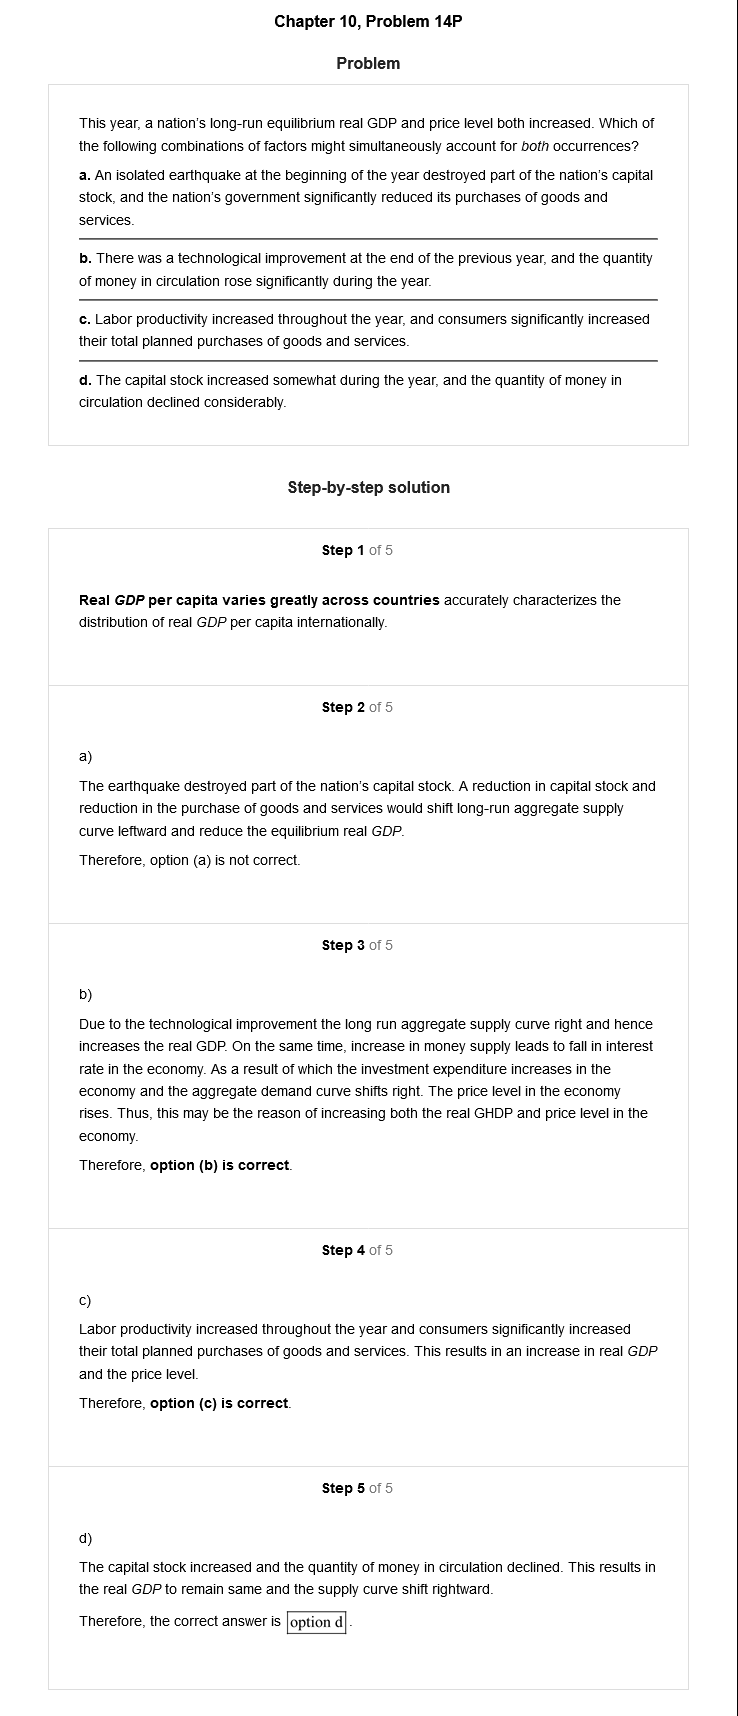 Chapter 10, Problem 14P
Problem
This year, a nation's long-run equilibrium real GDP and price level both increased. Which of
the following combinations of factors might simultaneously account for both occurrences?
a. An isolated earthquake at the beginning of the year destroyed part of the nation's capital
stock, and the nation's government significantly reduced its purchases of goods and
services.
b. There was a technological improvement at the end of the previous year, and the quantity
of money in circulation rose significantly during the year.
c. Labor productivity increased throughout the year, and consumers significantly increased
their total planned purchases of goods and services.
d. The capital stock increased somewhat during the year, and the quantity of money in
circulation declined considerably.
Step-by-step solution
Step 1 of 5
Real GDP per capita varies greatly across countries accurately characterizes the
distribution of real GDP per capita internationally.
Step 2 of 5
a)
The earthquake destroyed part of the nation's capital stock. A reduction in capital stock and
reduction in the purchase of goods and services would shift long-run aggregate supply
curve leftward and reduce the equilibrium real GDP.
Therefore, option (a) is not correct.
Step 3 of 5
b)
Due to the technological improvement the long run aggregate supply curve right and hence
increases the real GDP. On the same time, increase in money supply leads to fall in interest
rate in the economy. As a result of which the investment expenditure increases in the
economy and the aggregate demand curve shifts right. The price level in the economy
rises. Thus, this may be the reason of increasing both the real GHDP and price level in the
economy.
Therefore, option (b) is correct.
Step 4 of 5
c)
Labor productivity increased throughout the year and consumers significantly increased
their total planned purchases of goods and services. This results in an increase in real GDP
and the price level.
Therefore, option (c) is correct.
Step 5 of 5
d)
The capital stock increased and the quantity of money in circulation declined. This results in
the real GDP to remain same and the supply curve shift rightward.
Therefore, the correct answer is option d.